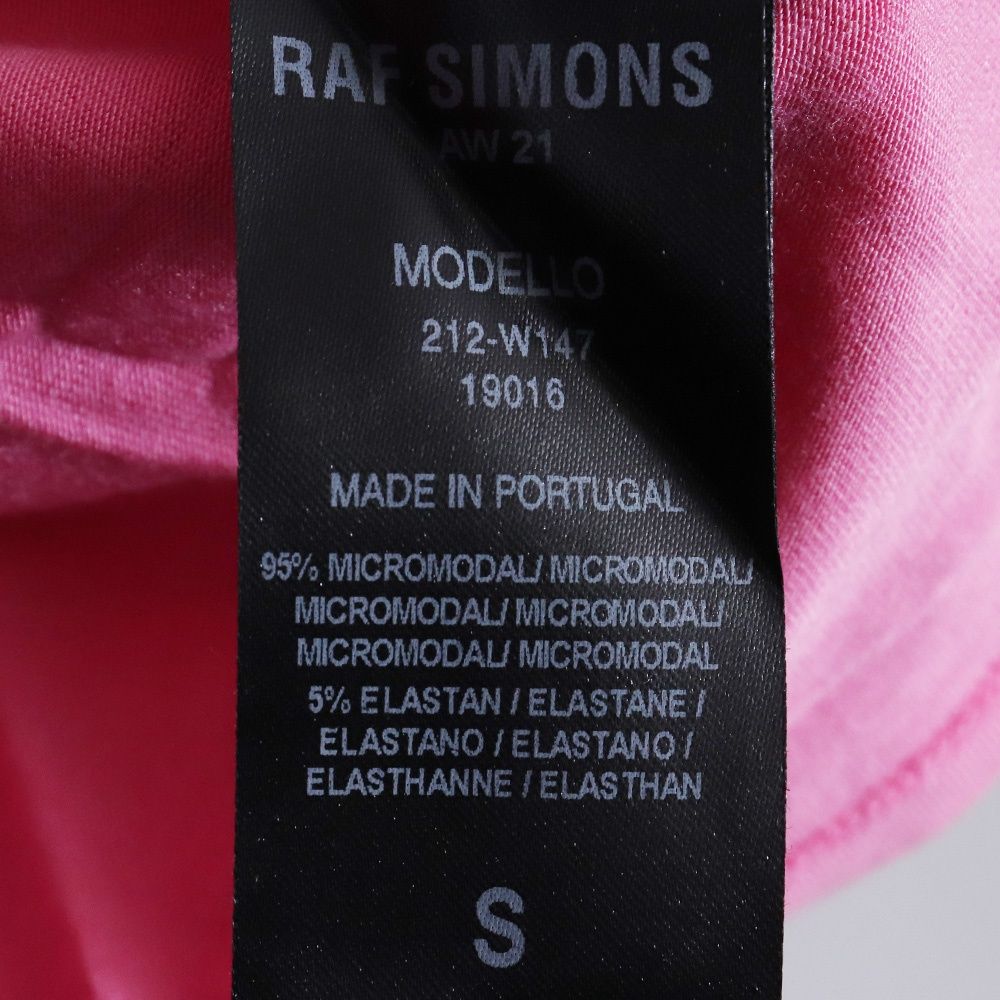 RAF SIMONS
AW 21
MODELLO
212-W147
19016
MADE IN PORTUGAL
95% MICROMODAL/ MICROMODAL/
MICROMODAL/ MICROMODAL/
MICROMODAL/ MICROMODAL
5% ELASTAN / ELASTANE /
ELASTANO / ELASTANO /
ELASTHANNE / ELASTHAN
S